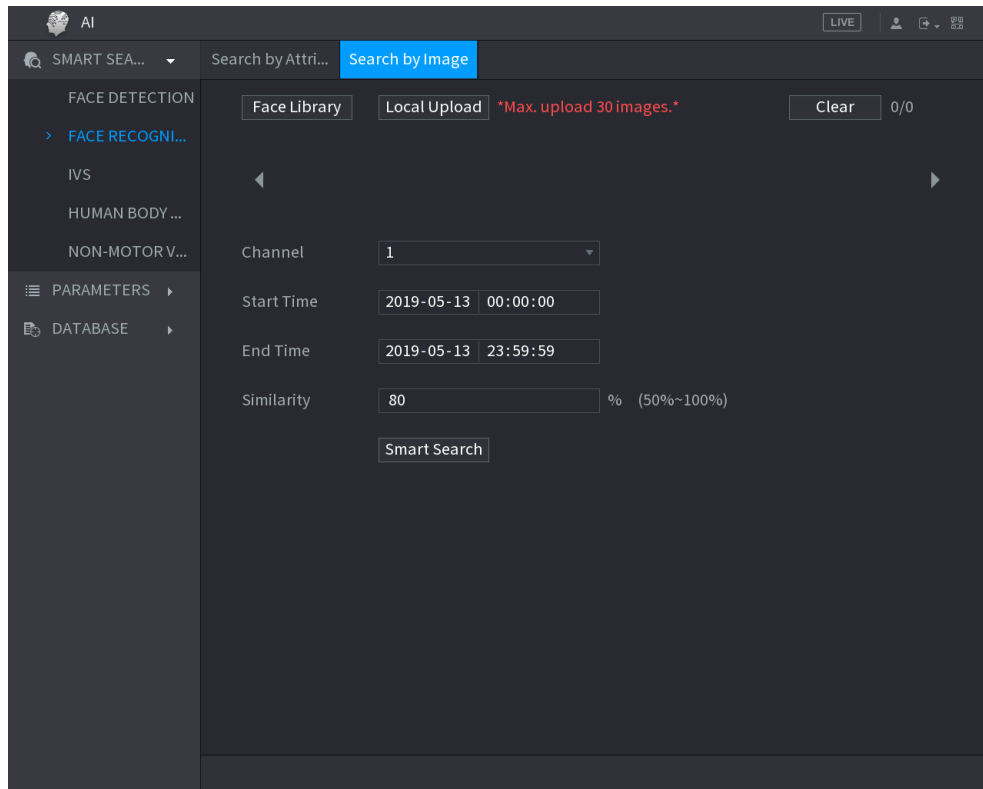 AI LIVE
SMART SEA... Search by Attri... Search by Image
FACE DETECTION
Face Library Local Upload *Max. upload 30 images.* Clear 0/0
> FACE RECOGNI...
IVS
HUMAN BODY ...
NON-MOTOR V...
Channel 1
PARAMETERS
Start Time 2019-05-13 00:00:00
DATABASE
End Time 2019-05-13 23:59:59
Similarity 80 % (50%~100%)
Smart Search